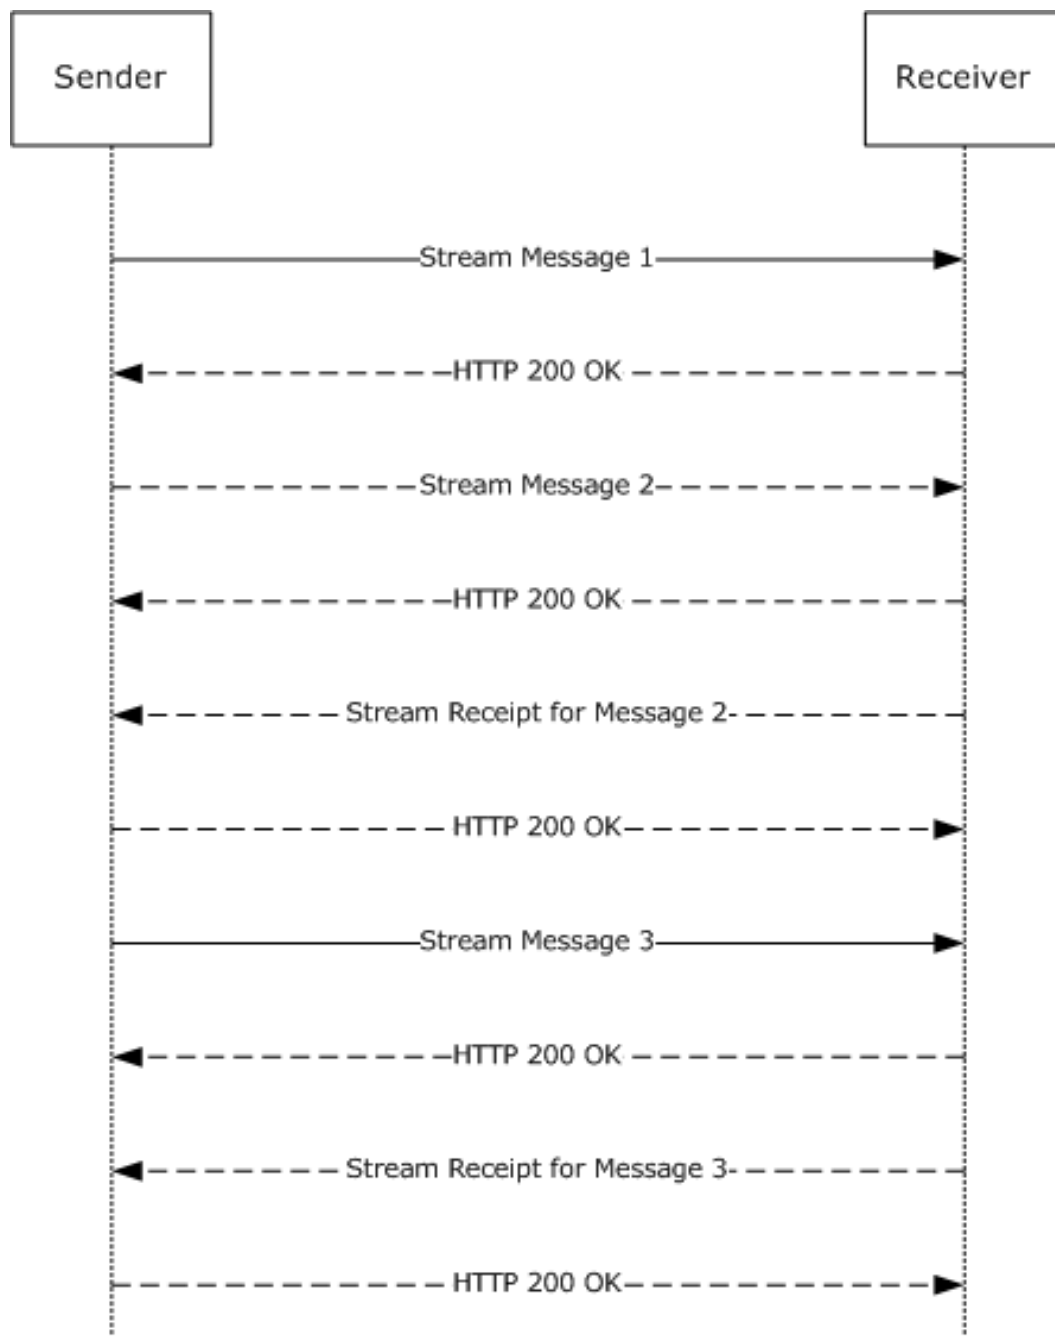 Sender
Receiver
Stream Message 1
HTTP 200 OK
Stream Message 2
HTTP 200 OK
Stream Receipt for Message 2
HTTP 200 OK
Stream Message 3
HTTP 200 OK
Stream Receipt for Message 3
HTTP 200 OK